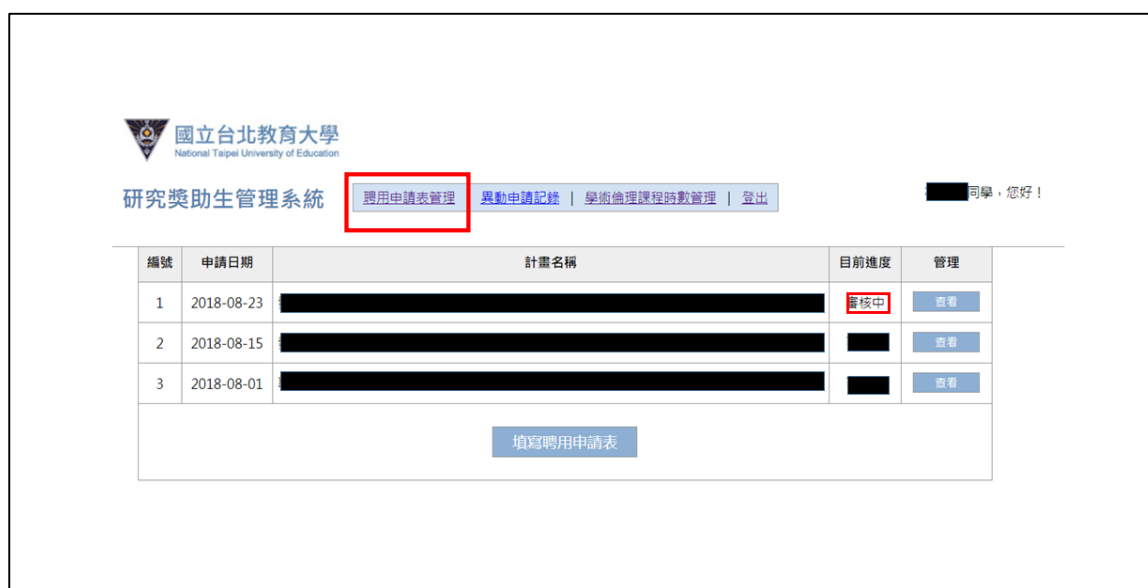 國立台北教育大學
National Taipei University of Education
研究獎助生管理系統
聘用申請表管理 異動申請記錄 | 學術倫理課程時數管理 | 登出
同學，您好！
編號 申請日期 計畫名稱 目前進度 管理
1 2018-08-23 審核中 查看
2 2018-08-15 查看
3 2018-08-01 查看
填寫聘用申請表